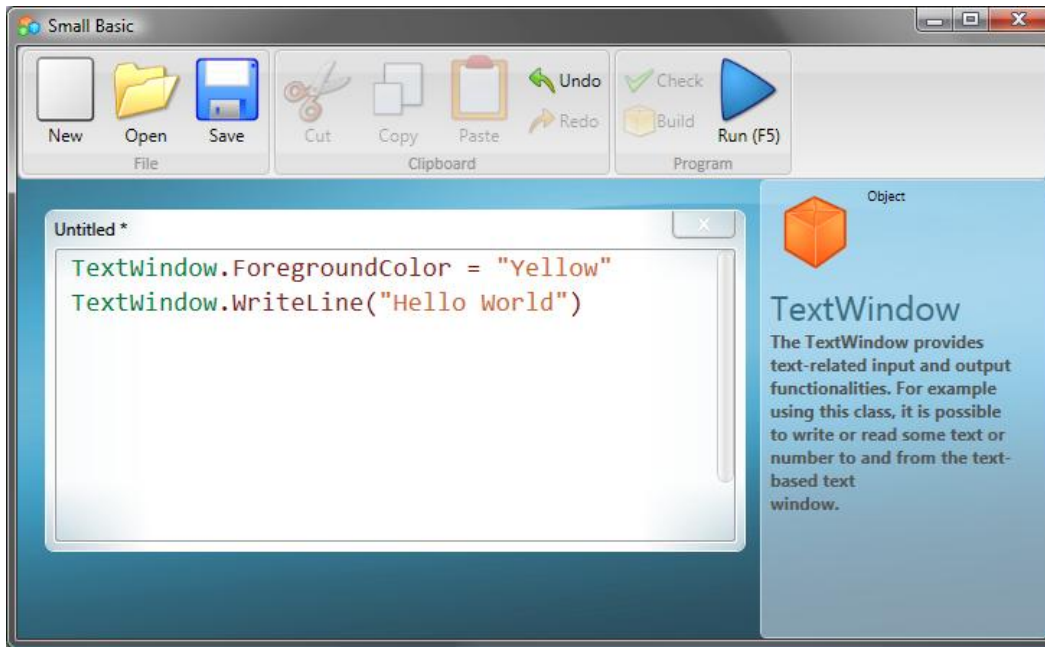 Small Basic
New
Open
Save
File
Cut
Copy
Paste
Undo
Redo
Clipboard
Check
Build
Run (F5)
Program
Untitled *
TextWindow.ForegroundColor = "Yellow"
TextWindow.WriteLine("Hello World")
Object
TextWindow
The TextWindow provides
text-related input and output
functionalities. For example
using this class, it is possible
to write or read some text or
number to and from the text-
based text
window.